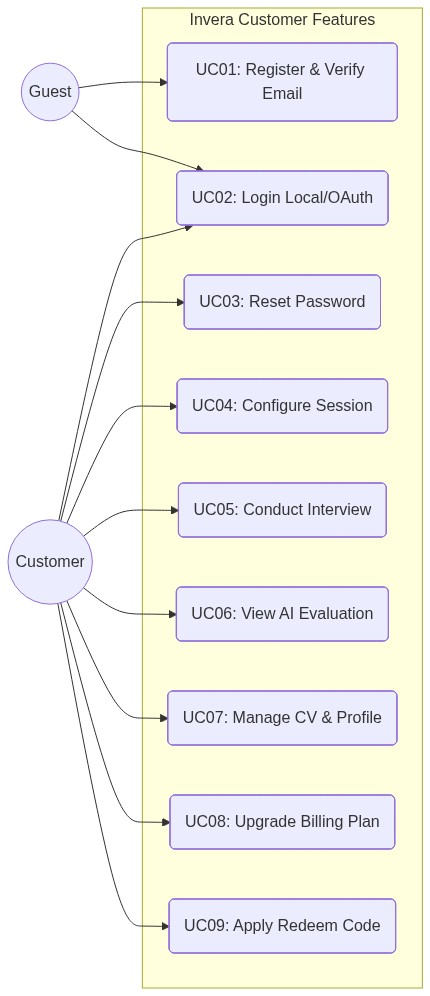 Invera Customer Features
UC01: Register & Verify
Email
Guest
UC02: Login Local/OAuth
UC03: Reset Password
UC04: Configure Session
UC05: Conduct Interview
Customer
UC06: View AI Evaluation
UC07: Manage CV & Profile
UC08: Upgrade Billing Plan
UC09: Apply Redeem Code